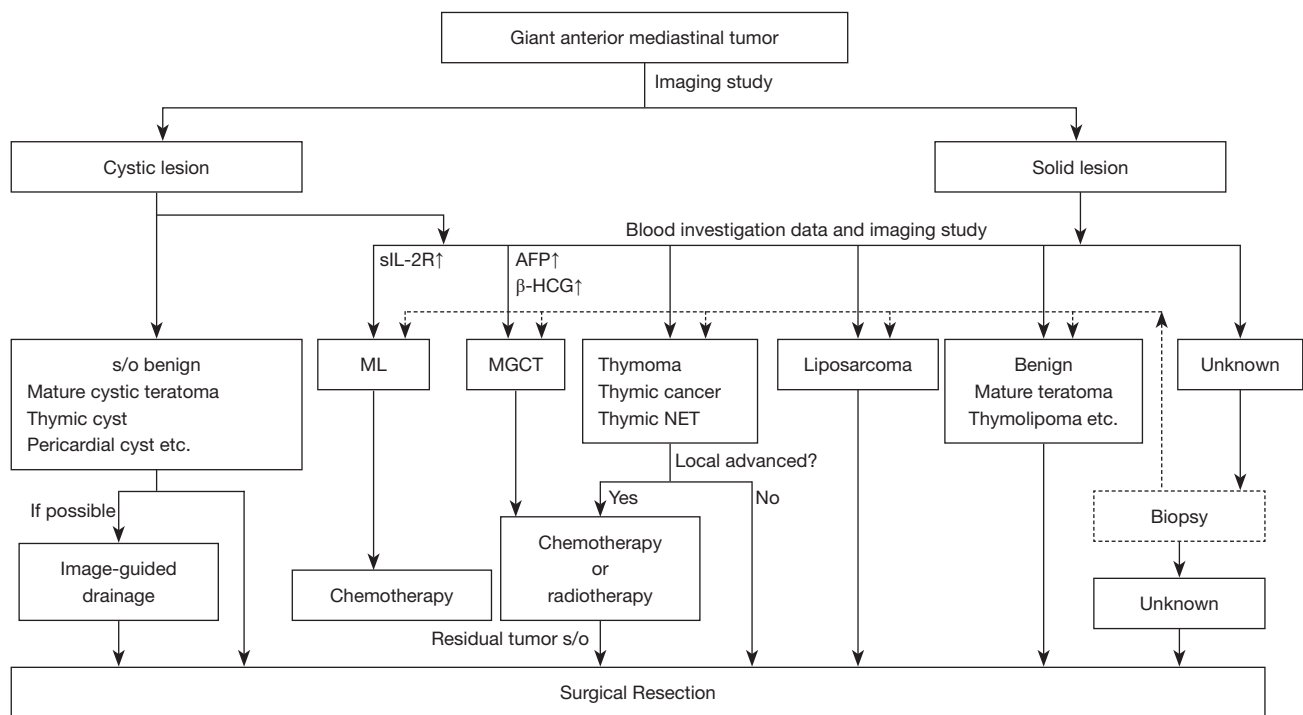 Giant anterior mediastinal tumor
Imaging study
Cystic lesion
Solid lesion
Blood investigation data and imaging study
sIL-2R↑
AFP↑
β-HCG↑
s/o benign
Mature cystic teratoma
Thymic cyst
Pericardial cyst etc.
ML
MGCT
Thymoma
Thymic cancer
Thymic NET
Liposarcoma
Benign
Mature teratoma
Thymolipoma etc.
Unknown
Local advanced?
If possible
Yes
No
Biopsy
Image-guided
drainage
Chemotherapy
Chemotherapy
or
radiotherapy
Unknown
Residual tumor s/o
Surgical Resection